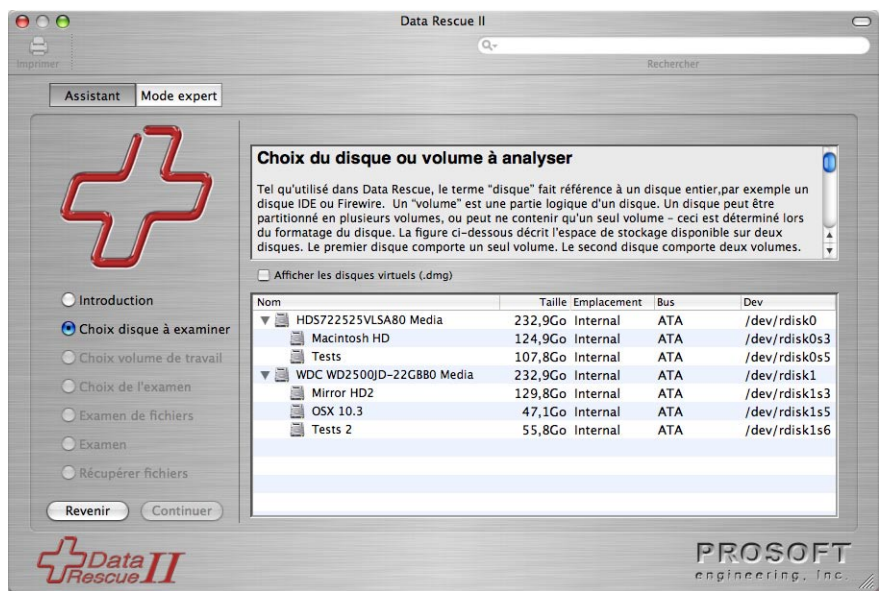 Data Rescue II
Imprimer
Rechercher
Assistant Mode expert
Choix du disque ou volume à analyser
Tel qu'utilisé dans Data Rescue, le terme "disque" fait référence à un disque entier,par exemple un
disque IDE ou Firewire. Un "volume" est une partie logique d'un disque. Un disque peut être
partitionné en plusieurs volumes, ou peut ne contenir qu'un seul volume – ceci est déterminé lors
du formatage du disque. La figure ci-dessous décrit l'espace de stockage disponible sur deux
disques. Le premier disque comporte un seul volume. Le second disque comporte deux volumes.
Afficher les disques virtuels (.dmg)
Introduction
Choix disque à examiner
Choix volume de travail
Choix de l'examen
Examen de fichiers
Examen
Récupérer fichiers
Revenir Continuer
Nom Taille Emplacement Bus Dev
HDS722525VLSA80 Media 232,9Go Internal ATA /dev/rdisk0
Macintosh HD 124,9Go Internal ATA /dev/rdisk0s3
Tests 107,8Go Internal ATA /dev/rdisk0s5
WDC WD2500JD-22GBB0 Media 232,9Go Internal ATA /dev/rdisk1
Mirror HD2 129,8Go Internal ATA /dev/rdisk1s3
OSX 10.3 47,1Go Internal ATA /dev/rdisk1s5
Tests 2 55,8Go Internal ATA /dev/rdisk1s6
Data
Rescue II
PROSOFT
engineering, inc.